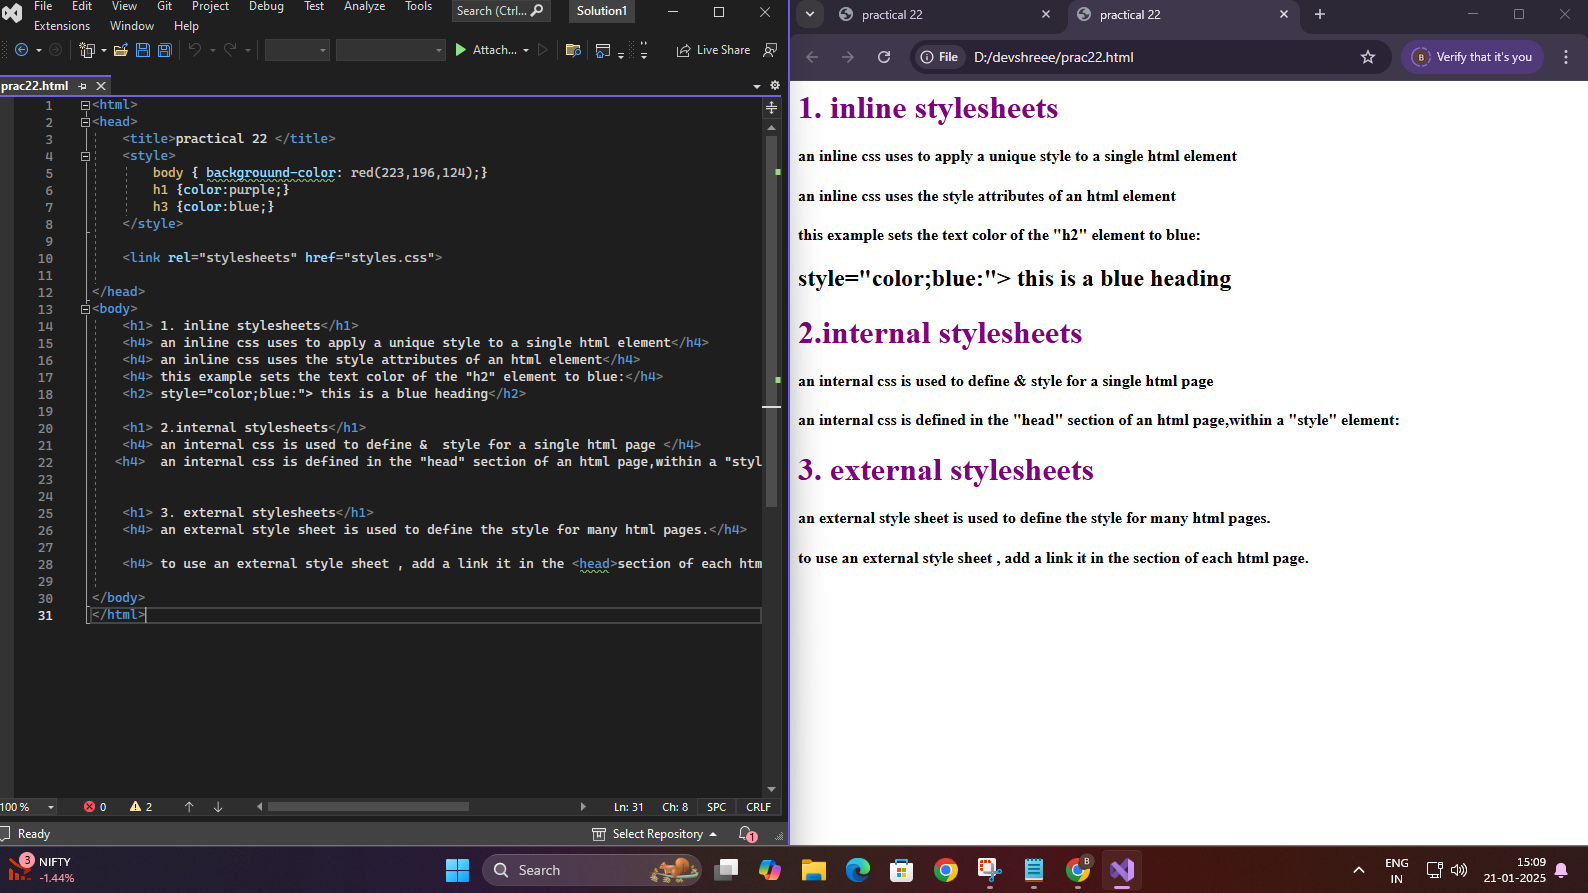 File Edit View Git Project Debug Test Analyze Tools Search (Ctrl... Solution1
Extensions Window Help
Attach... Live Share
prac22.html
1 <html>
2 <head>
3 <title>practical 22 </title>
4 <style>
5 body { backgrouund-color: red(223,196,124);}
6 h1 {color:purple;}
7 h3 {color:blue;}
8 </style>
9
10 <link rel="stylesheets" href="styles.css">
11
12 </head>
13 <body>
14 <h1> 1. inline stylesheets</h1>
15 <h4> an inline css uses to apply a unique style to a single html element</h4>
16 <h4> an inline css uses the style attributes of an html element</h4>
17 <h4> this example sets the text color of the "h2" element to blue:</h4>
18 <h2> style="color;blue:"> this is a blue heading</h2>
19
20 <h1> 2.internal stylesheets</h1>
21 <h4> an internal css is used to define &  style for a single html page </h4>
22 <h4>  an internal css is defined in the "head" section of an html page,within a "styl
23
24
25 <h1> 3. external stylesheets</h1>
26 <h4> an external style sheet is used to define the style for many html pages.</h4>
27
28 <h4> to use an external style sheet , add a link it in the <head>section of each htm
29
30 </body>
31 </html>
100 % 0 2 Ln: 31 Ch: 8 SPC CRLF
Ready Select Repository 1
practical 22 practical 22
File D:/devshreee/prac22.html B Verify that it's you
1. inline stylesheets
an inline css uses to apply a unique style to a single html element
an inline css uses the style attributes of an html element
this example sets the text color of the "h2" element to blue:
style="color;blue:"> this is a blue heading
2.internal stylesheets
an internal css is used to define & style for a single html page
an internal css is defined in the "head" section of an html page,within a "style" element:
3. external stylesheets
an external style sheet is used to define the style for many html pages.
to use an external style sheet , add a link it in the section of each html page.
3 NIFTY
-1.44%
Search
B
ENG
IN
15:09
21-01-2025